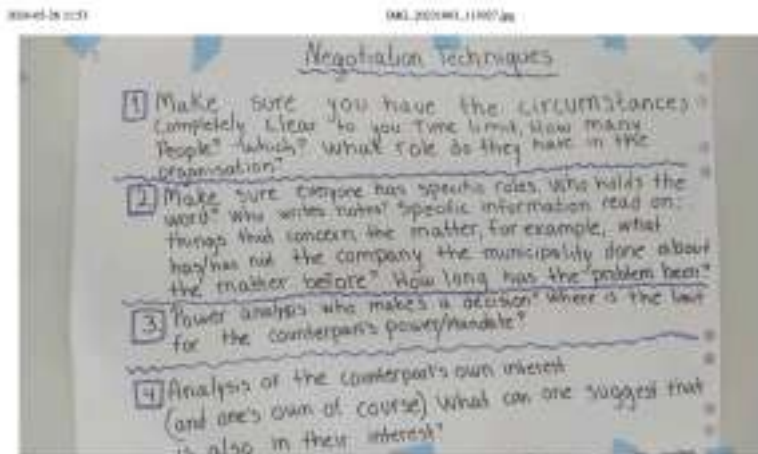 Negotiation Techniques
1 Make sure you have the circumstances
completely clear to you Time limit, How many
People? Which? What role do they have in the
organisation?
2 Make sure everyone has specific roles. Who holds the
word? Who writes notes? Specific information read on:
things that concern the matter, for example, what
has/has not the company the municipality done about
the matter before? How long has the problem been?
3 Power analysis who makes a decision? Where is the limit
for the counterpart's power/Mandate?
4 Analysis of the counterpart's own interest
(and one's own of course) What can one suggest that
is also in their interest?